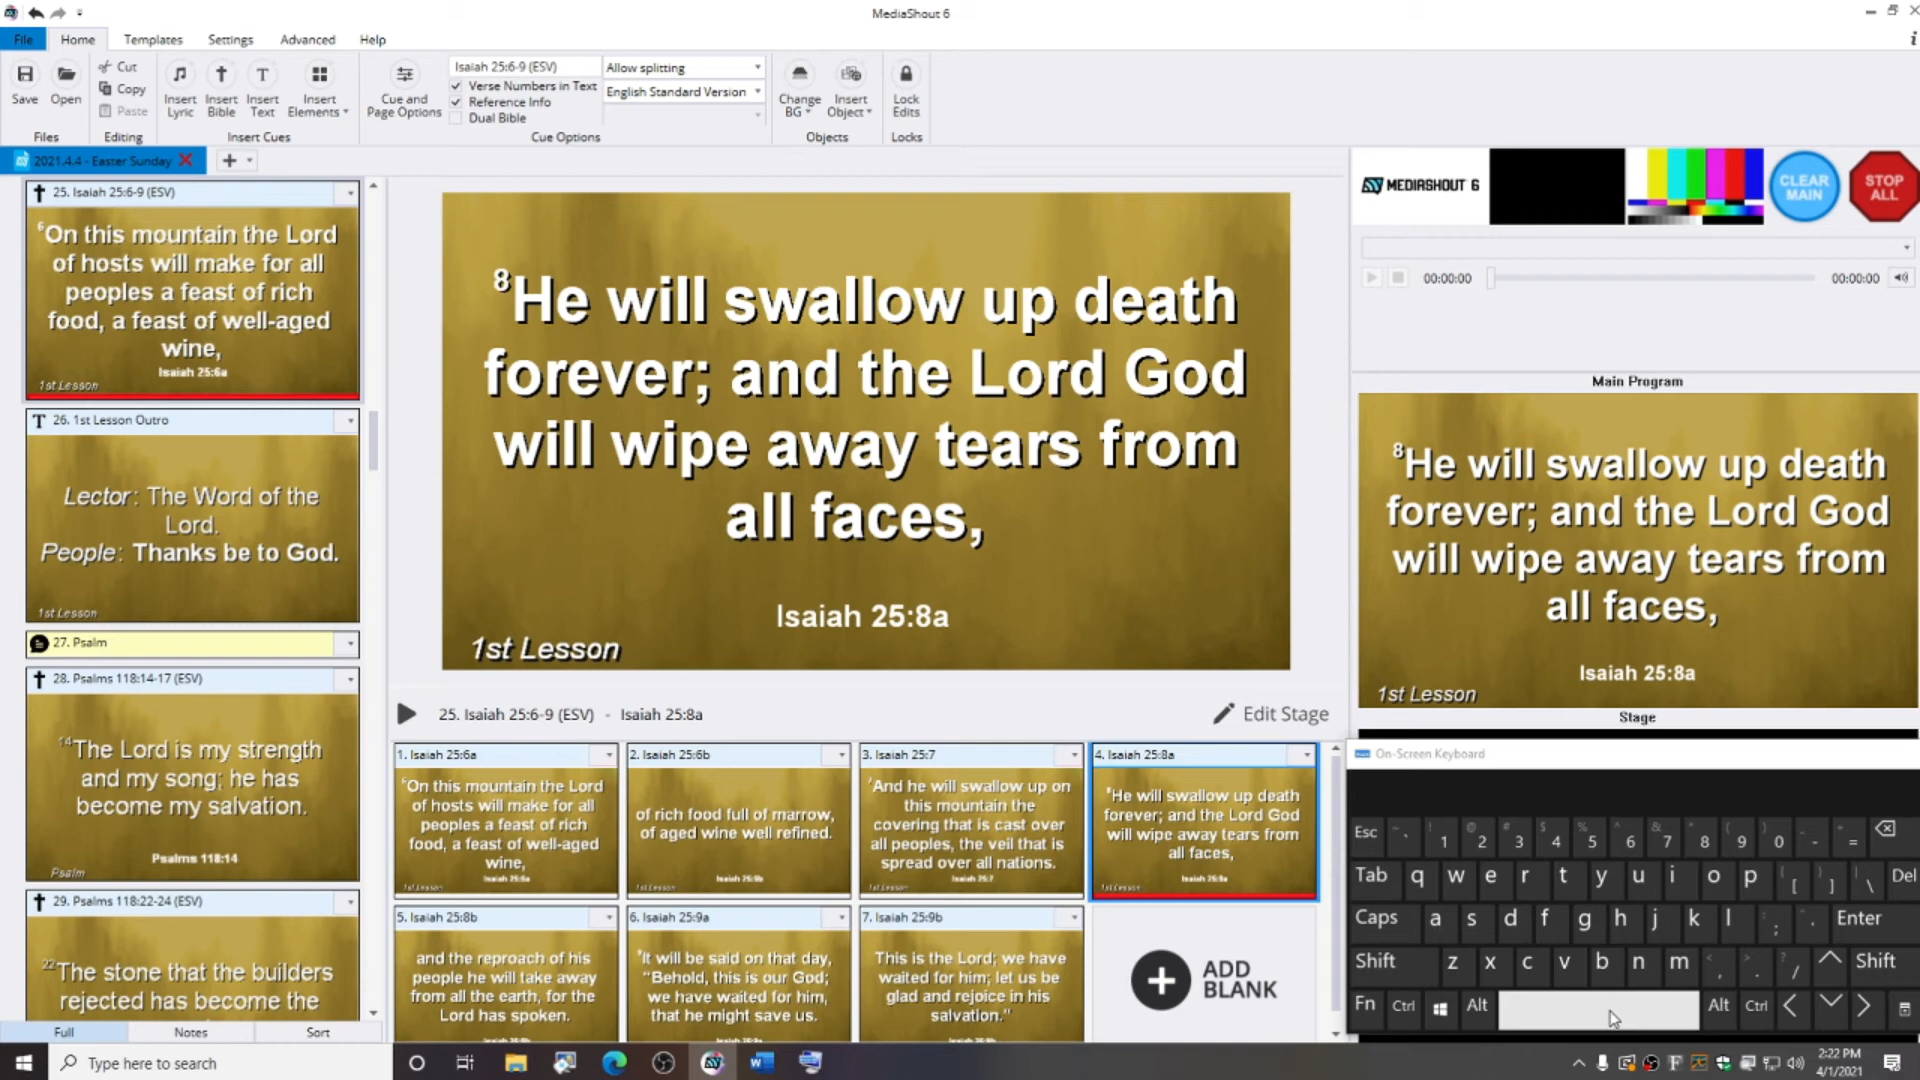 MediaShout 6
File Home Templates Settings Advanced Help
Save
Open
Cut
Copy
Paste
Insert Lyric
Insert Bible
Insert Text
Insert Elements
Cue and Page Options
Isaiah 25:6-9 (ESV)
Verse Numbers in Text
Reference Info
Dual Bible
Allow splitting
English Standard Version
Change BG
Insert Object
Lock Edits
Files Editing Insert Cues Cue Options Objects Locks
2021.4.4 - Easter Sunday
25. Isaiah 25:6-9 (ESV)
6On this mountain the Lord
of hosts will make for all
peoples a feast of rich
food, a feast of well-aged
wine,
Isaiah 25:6a
1st Lesson
26. 1st Lesson Outro
Lector: The Word of the
Lord.
People: Thanks be to God.
1st Lesson
27. Psalm
28. Psalms 118:14-17 (ESV)
14The Lord is my strength
and my song; he has
become my salvation.
Psalms 118:14
Psalm
29. Psalms 118:22-24 (ESV)
22The stone that the builders
rejected has become the
Full Notes Sort
8He will swallow up death
forever; and the Lord God
will wipe away tears from
all faces,
Isaiah 25:8a
1st Lesson
25. Isaiah 25:6-9 (ESV) - Isaiah 25:8a
Edit Stage
1. Isaiah 25:6a
6On this mountain the Lord
of hosts will make for all
peoples a feast of rich
food, a feast of well-aged
wine,
Isaiah 25:6a
1st Lesson
2. Isaiah 25:6b
of rich food full of marrow,
of aged wine well refined.
Isaiah 25:6b
1st Lesson
3. Isaiah 25:7
7And he will swallow up on
this mountain the
covering that is cast over
all peoples, the veil that is
spread over all nations.
Isaiah 25:7
1st Lesson
4. Isaiah 25:8a
8He will swallow up death
forever; and the Lord God
will wipe away tears from
all faces,
Isaiah 25:8a
1st Lesson
5. Isaiah 25:8b
and the reproach of his
people he will take away
from all the earth, for the
Lord has spoken.
6. Isaiah 25:9a
9It will be said on that day,
“Behold, this is our God;
we have waited for him,
that he might save us.
7. Isaiah 25:9b
This is the Lord; we have
waited for him; let us be
glad and rejoice in his
salvation.”
ADD
BLANK
MEDIASHOUT 6
CLEAR
MAIN
STOP
ALL
00:00:00 00:00:00
Main Program
8He will swallow up death
forever; and the Lord God
will wipe away tears from
all faces,
Isaiah 25:8a
1st Lesson
Stage
On-Screen Keyboard
Esc ~ ` ! 1 @ 2 # 3 $ 4 % 5 ^ 6 & 7 * 8 ( 9 ) 0 _ - + =
Tab q w e r t y u i o p { [ } ] | \ Del
Caps a s d f g h j k l : ; Enter
Shift z x c v b n m < , > . ? / Shift
Fn Ctrl Alt Alt Ctrl
Type here to search
2:22 PM
4/1/2021